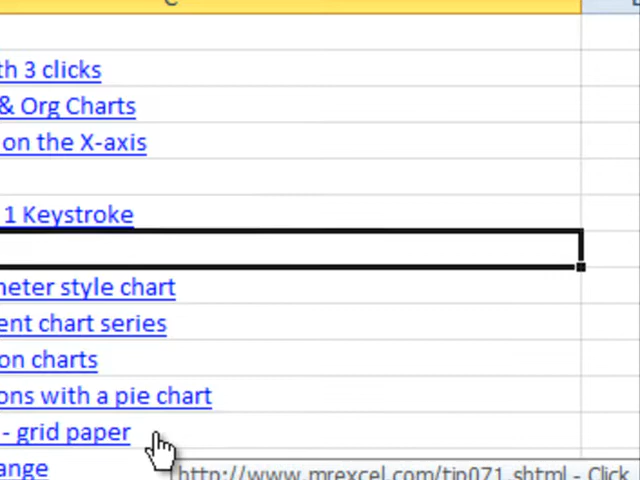 th 3 clicks
& Org Charts
on the X-axis
1 Keystroke
neter style chart
ent chart series
on charts
ons with a pie chart
- grid paper
ange
http://www.mrexcel.com/tip071.shtml - Click